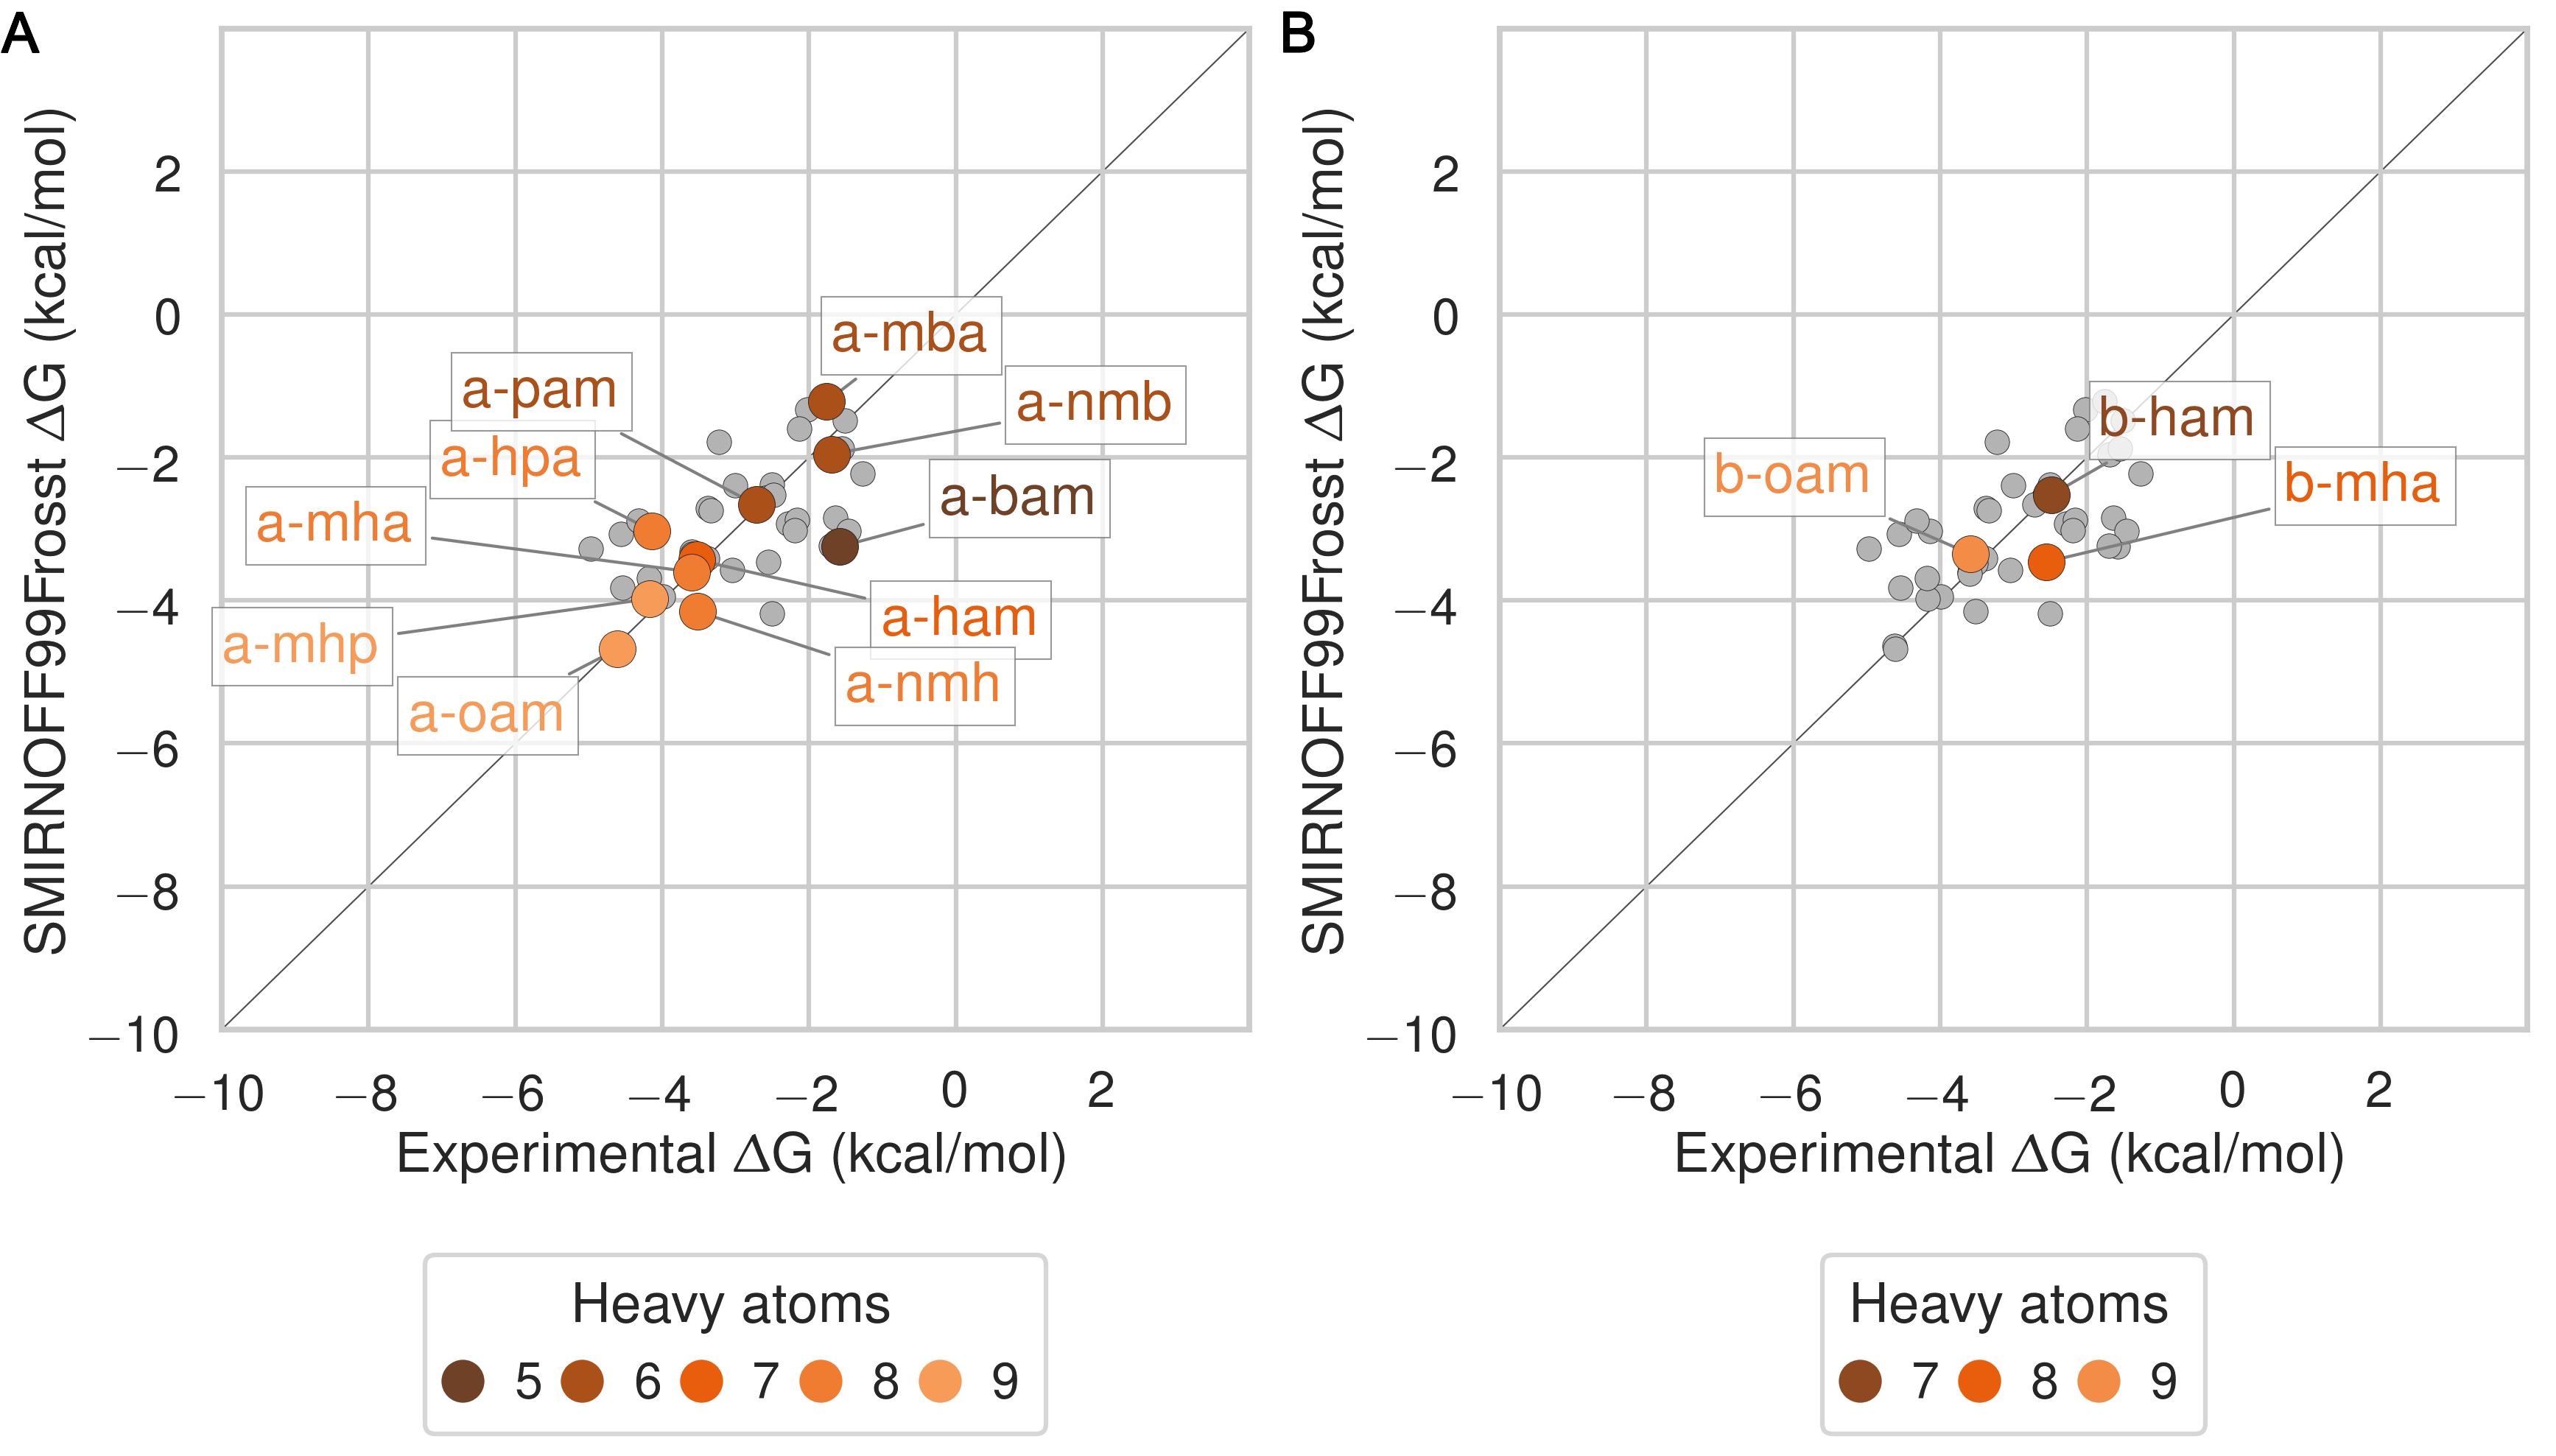 A
SMIRNOFF99Frosst ΔG (kcal/mol)
2
0
−2
−4
−6
−8
−10
a-mba
a-pam
a-nmb
a-hpa
a-bam
a-mha
a-ham
a-mhp
a-nmh
a-oam
−10 −8 −6 −4 −2 0 2
Experimental ΔG (kcal/mol)
Heavy atoms
5 6 7 8 9
B
SMIRNOFF99Frosst ΔG (kcal/mol)
2
0
−2
−4
−6
−8
−10
b-ham
b-oam
b-mha
−10 −8 −6 −4 −2 0 2
Experimental ΔG (kcal/mol)
Heavy atoms
7 8 9